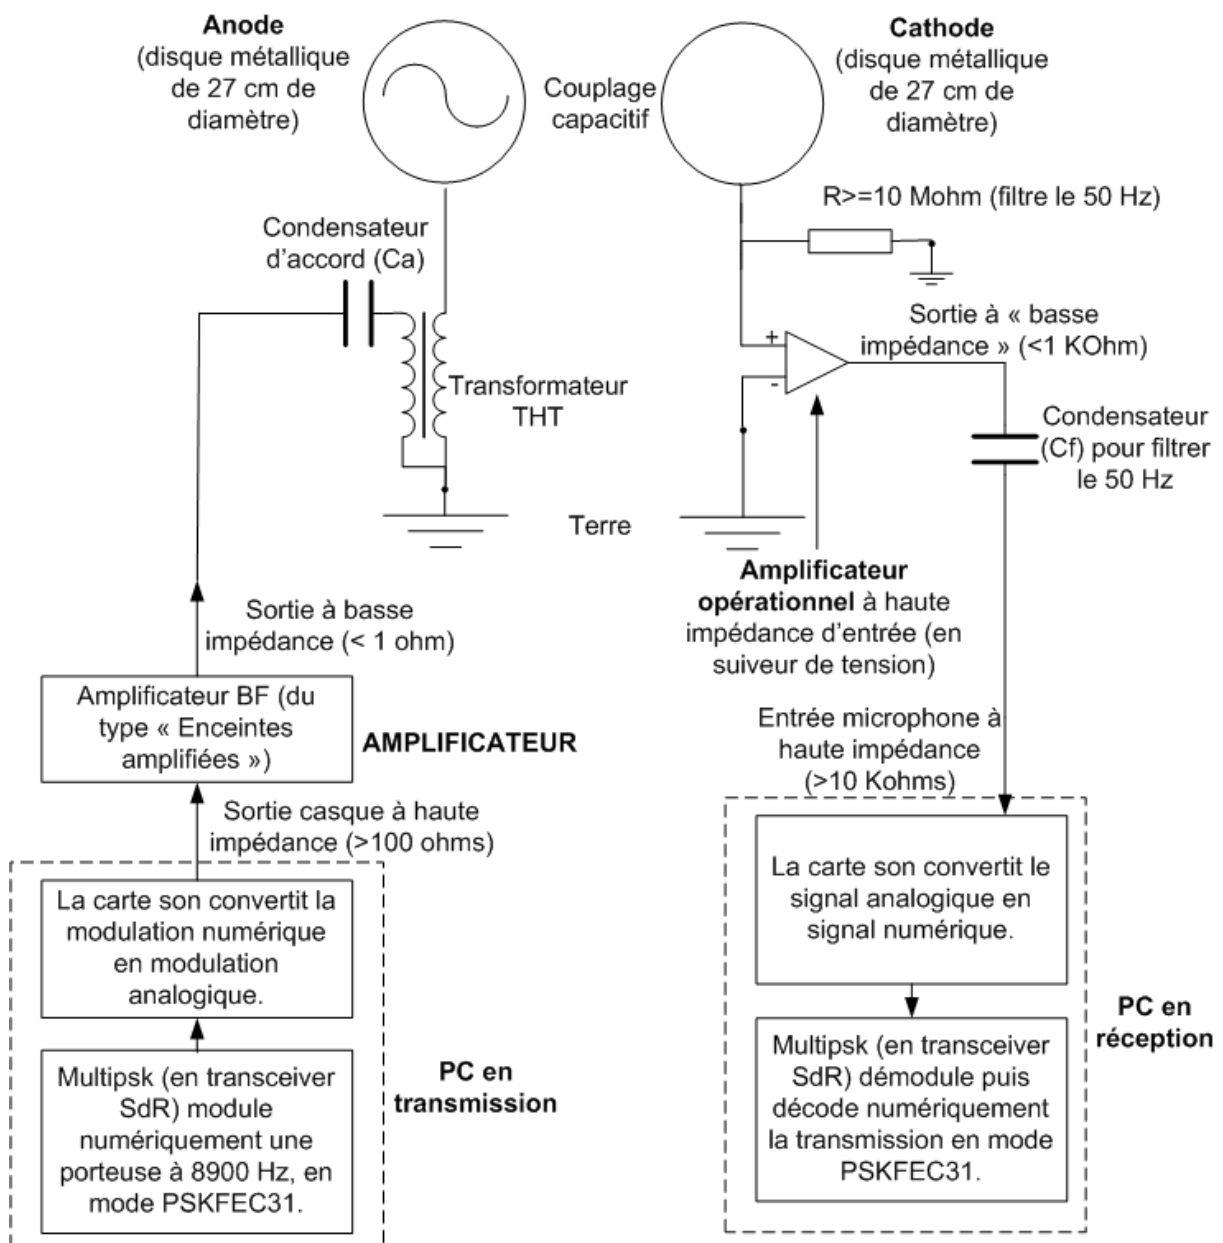 Anode
(disque métallique
de 27 cm de
diamètre)
Couplage
capacitif
Cathode
(disque métallique
de 27 cm de
diamètre)
R>=10 Mohm (filtre le 50 Hz)
Condensateur
d'accord (Ca)
Transformateur
THT
+
-
Sortie à « basse
impédance » (<1 KOhm)
Condensateur
(Cf) pour filtrer
le 50 Hz
Terre
Amplificateur
opérationnel à haute
impédance d'entrée (en
suiveur de tension)
Sortie à basse
impédance (< 1 ohm)
Amplificateur BF (du
type « Enceintes
amplifiées »)
AMPLIFICATEUR
Entrée microphone à
haute impédance
(>10 Kohms)
Sortie casque à haute
impédance (>100 ohms)
La carte son convertit la
modulation numérique
en modulation
analogique.
Multipsk (en transceiver
SdR) module
numériquement une
porteuse à 8900 Hz, en
mode PSKFEC31.
PC en
transmission
La carte son convertit le
signal analogique en
signal numérique.
Multipsk (en transceiver
SdR) démodule puis
décode numériquement
la transmission en mode
PSKFEC31.
PC en
réception